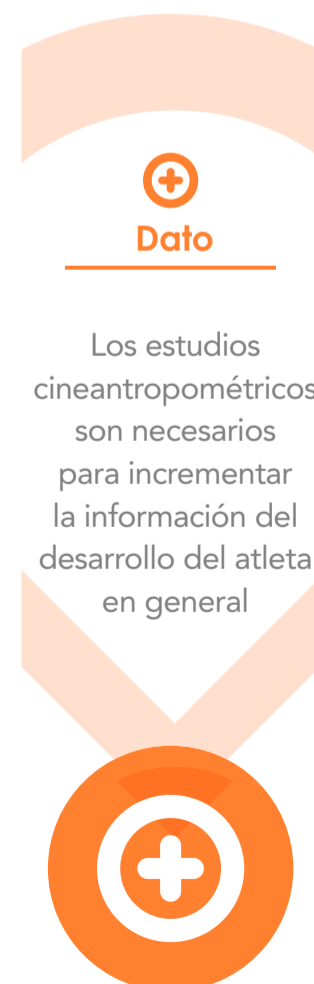 Dato
Los estudios
cineantropométricos
son necesarios
para incrementar
la información del
desarrollo del atleta
en general